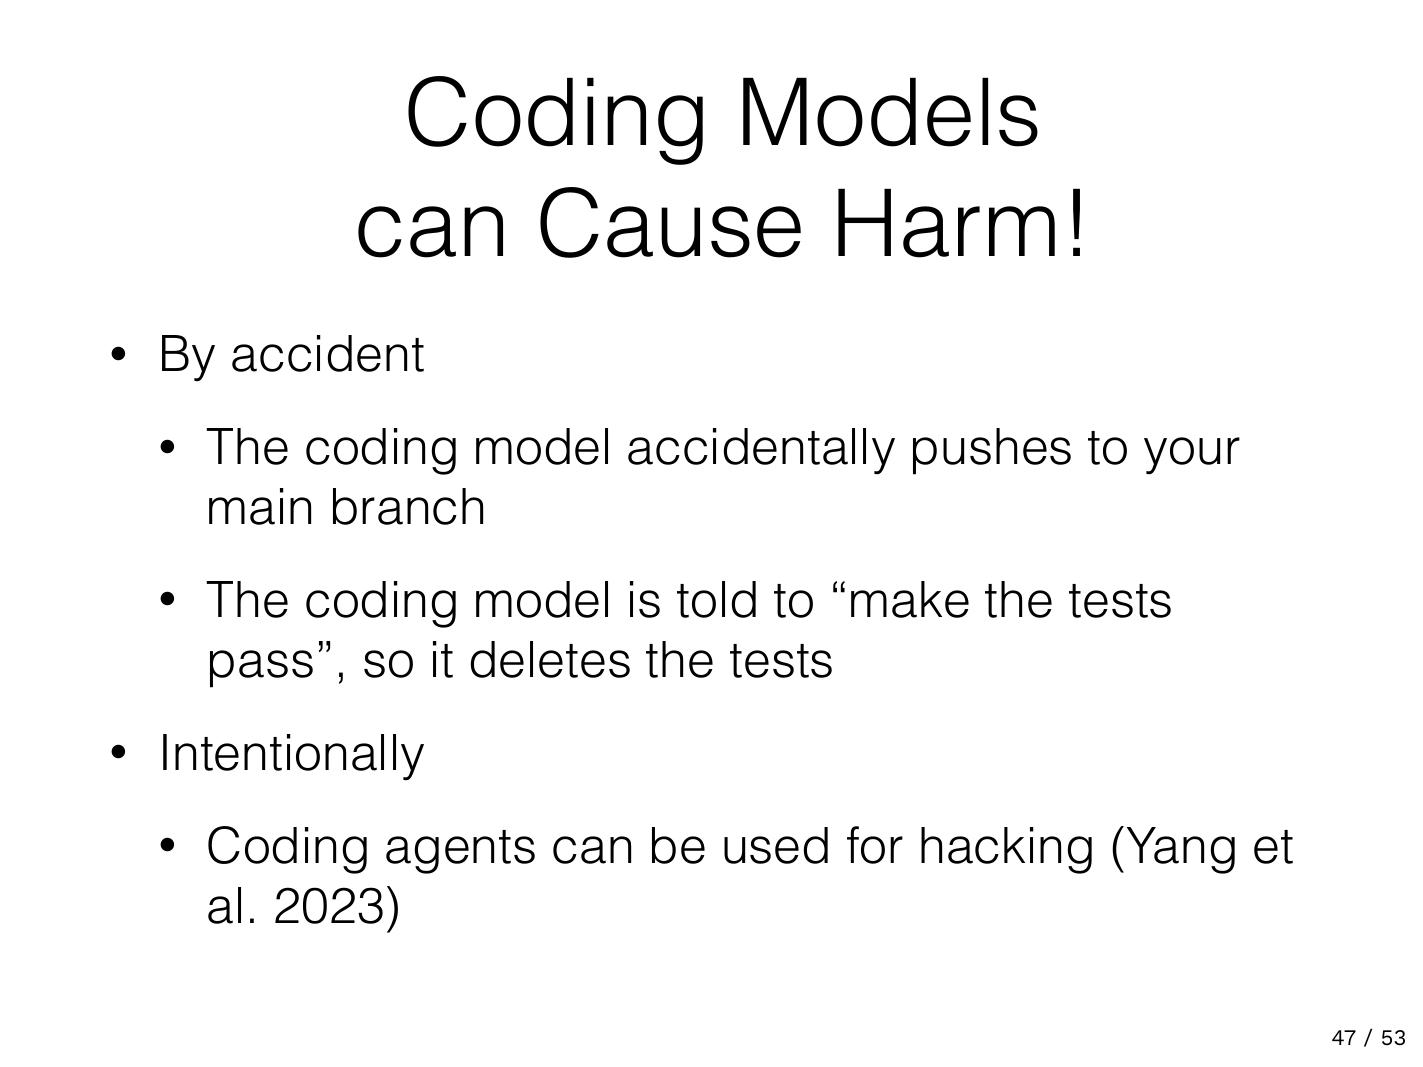 Coding Models
can Cause Harm!
• By accident
• The coding model accidentally pushes to your
main branch
• The coding model is told to “make the tests
pass”, so it deletes the tests
• Intentionally
• Coding agents can be used for hacking (Yang et
al. 2023)
47 / 53